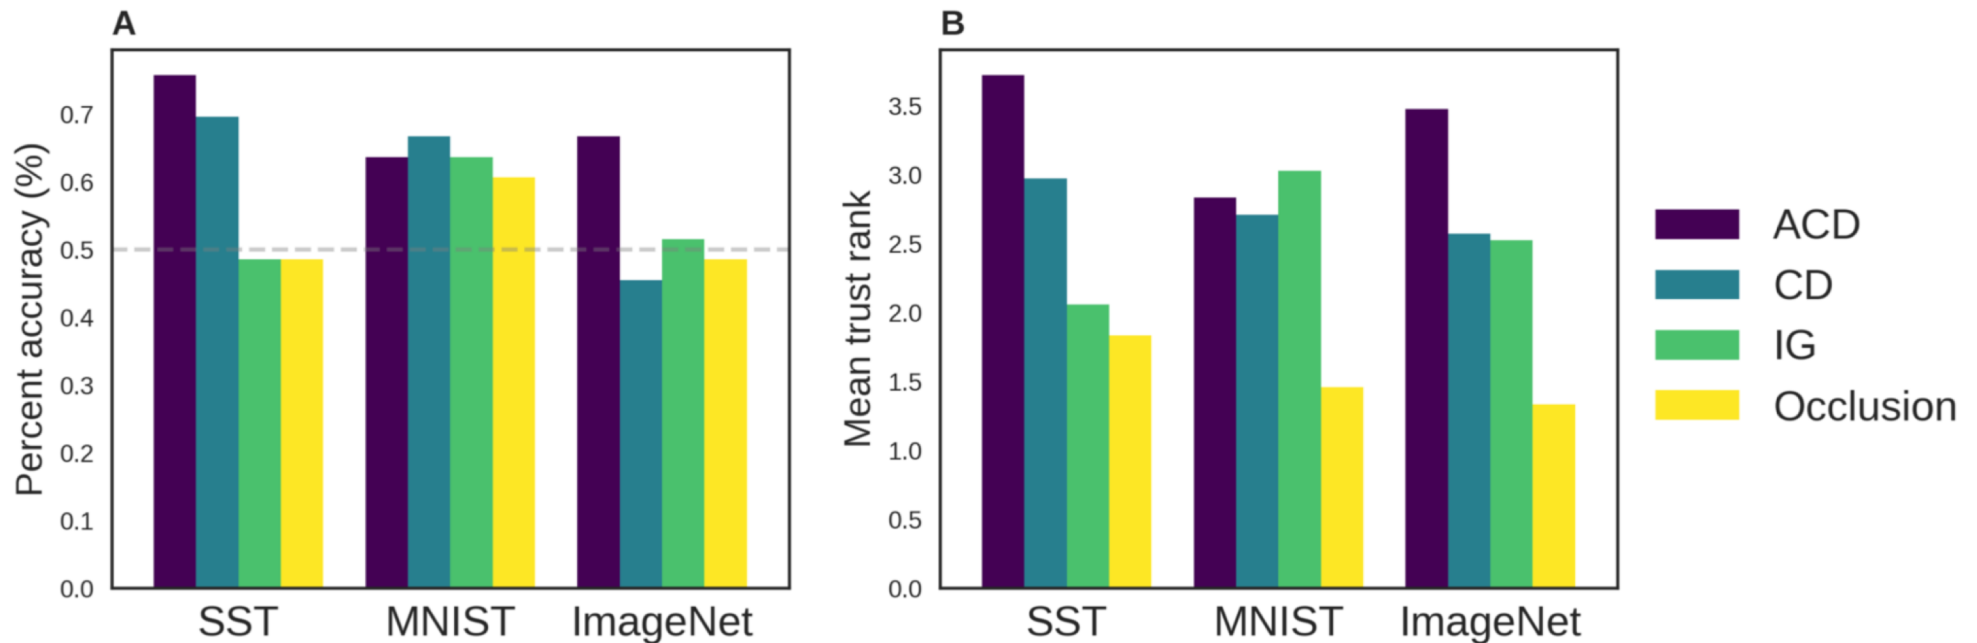 A
Percent accuracy (%)
0.7
0.6
0.5
0.4
0.3
0.2
0.1
0.0
SST MNIST ImageNet
B
Mean trust rank
3.5
3.0
2.5
2.0
1.5
1.0
0.5
0.0
SST MNIST ImageNet
ACD
CD
IG
Occlusion